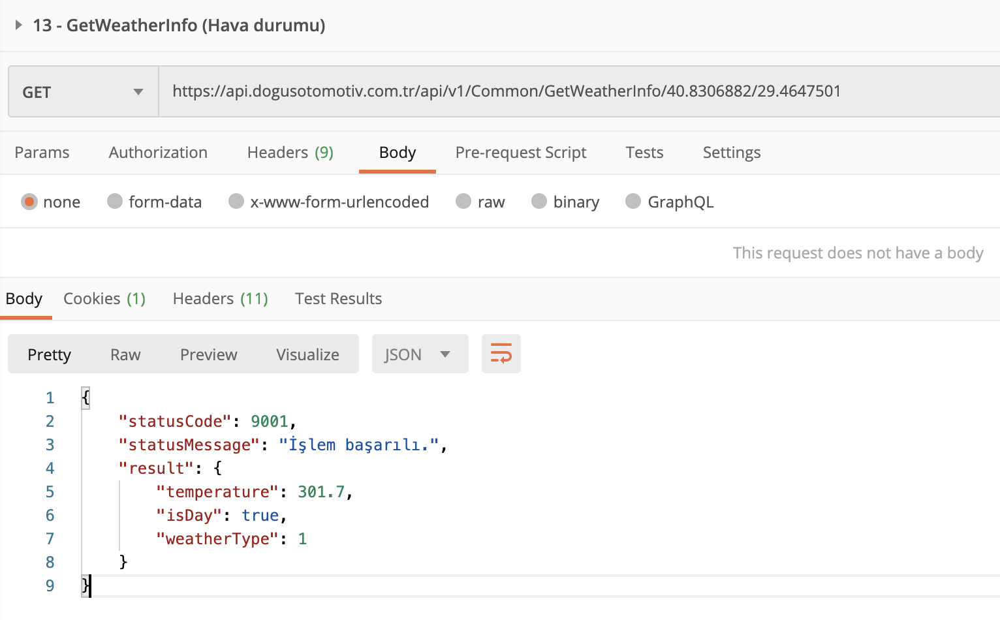 13 - GetWeatherInfo (Hava durumu)
GET https://api.dogusotomotiv.com.tr/api/v1/Common/GetWeatherInfo/40.8306882/29.4647501
Params Authorization Headers (9) Body Pre-request Script Tests Settings
none form-data x-www-form-urlencoded raw binary GraphQL
This request does not have a body
Body Cookies (1) Headers (11) Test Results
Pretty Raw Preview Visualize JSON
1 {
2 "statusCode": 9001,
3 "statusMessage": "İşlem başarılı.",
4 "result": {
5 "temperature": 301.7,
6 "isDay": true,
7 "weatherType": 1
8 }
9 }